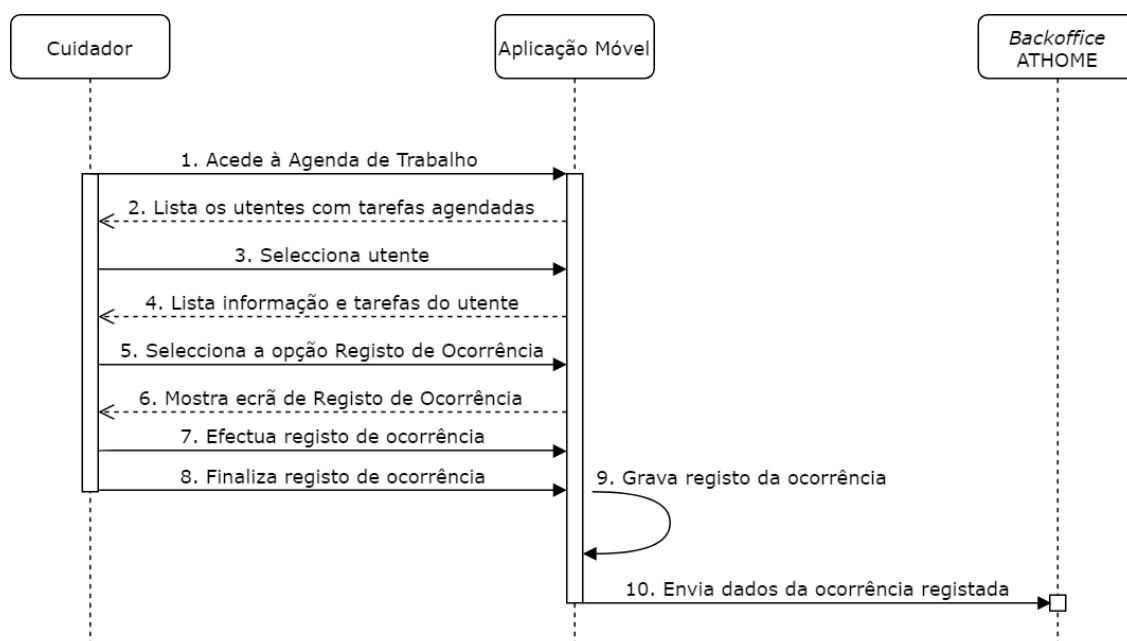 Cuidador
Aplicação Móvel
Backoffice
ATHOME
1. Acede à Agenda de Trabalho
2. Lista os utentes com tarefas agendadas
3. Selecciona utente
4. Lista informação e tarefas do utente
5. Selecciona a opção Registo de Ocorrência
6. Mostra ecrã de Registo de Ocorrência
7. Efectua registo de ocorrência
8. Finaliza registo de ocorrência
9. Grava registo da ocorrência
10. Envia dados da ocorrência registada